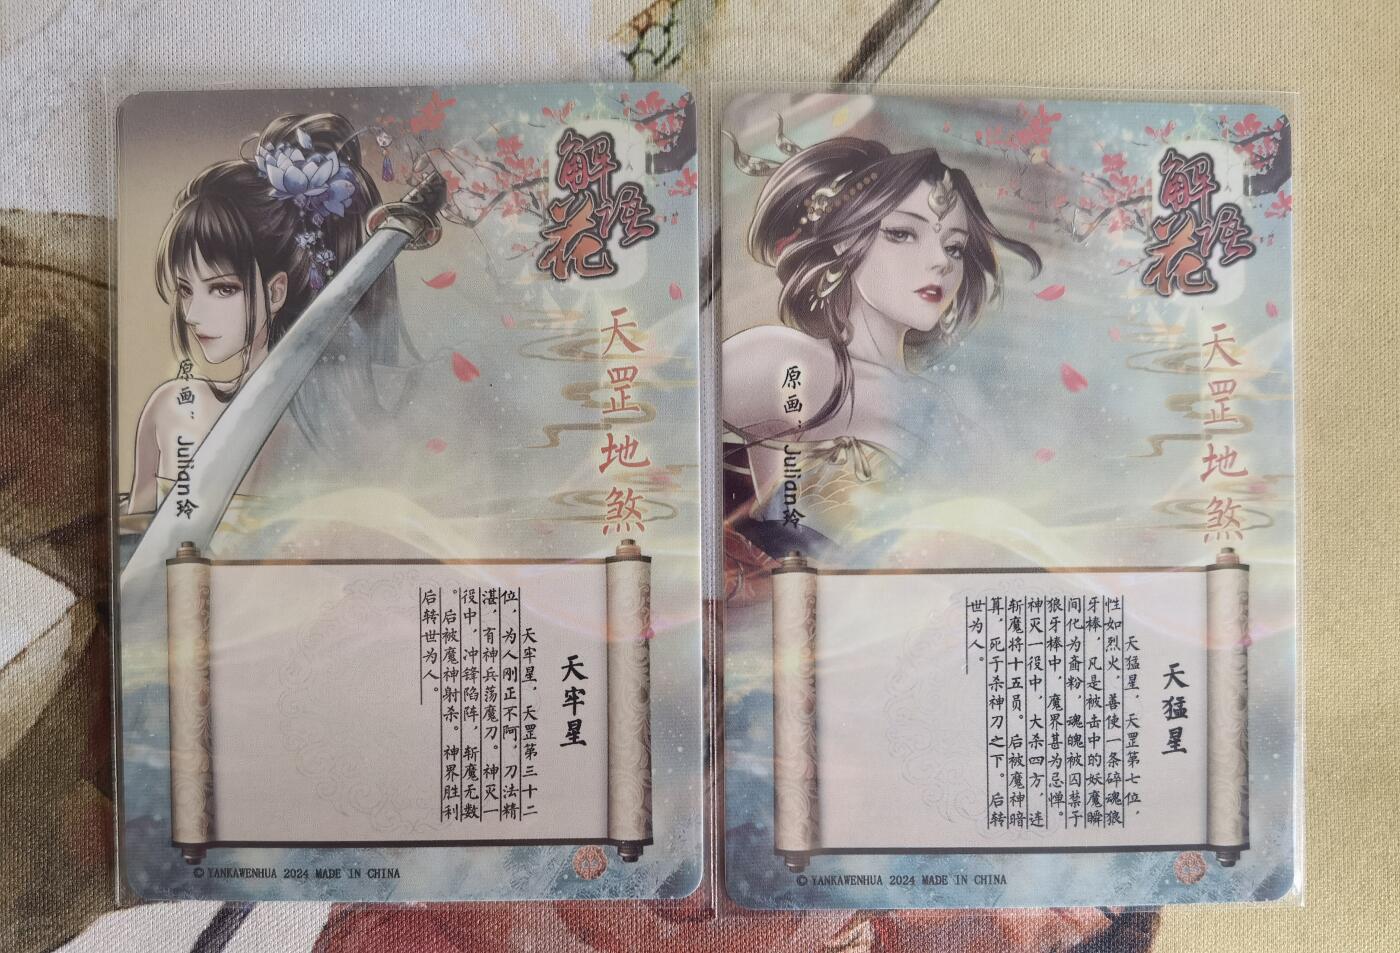 解语花
天罡地煞
原画：Julian玲
天牢星
天牢星，天罡第三十二
位，为人刚正不阿，刀法精
湛，有神兵荡魔刀。神灭一
役中，冲锋陷阵，斩魔无数
。后被魔神射杀。神界胜利
后转世为人。
© YANKAWENHUA 2024 MADE IN CHINA
解语花
天罡地煞
原画：Julian玲
天猛星
天猛星，天罡第七位，
性如烈火，善使一条碎魂狼
牙棒，凡是被击中的妖魔瞬
间化为齑粉，魂魄被囚禁于
狼牙棒中，魔界甚为忌惮。
神灭一役中，大杀四方，连
斩魔将十五员。后被魔神暗
算，死于杀神刀之下。后转
世为人。
© YANKAWENHUA 2024 MADE IN CHINA